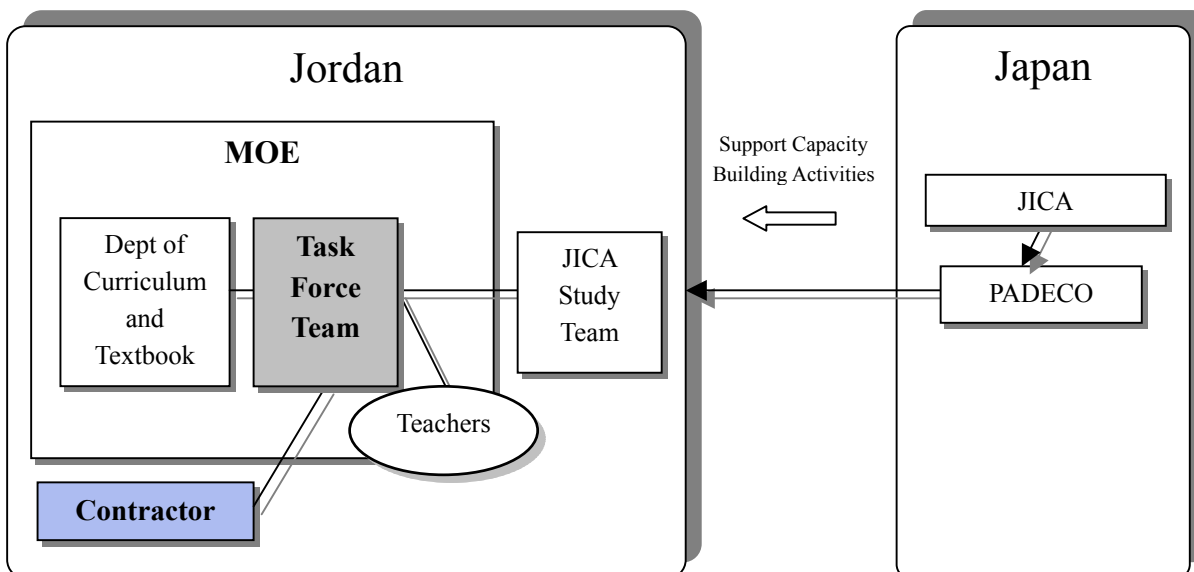 Jordan
MOE
Dept of
Curriculum
and
Textbook
Task
Force
Team
JICA
Study
Team
Teachers
Contractor
Support Capacity
Building Activities
Japan
JICA
PADECO